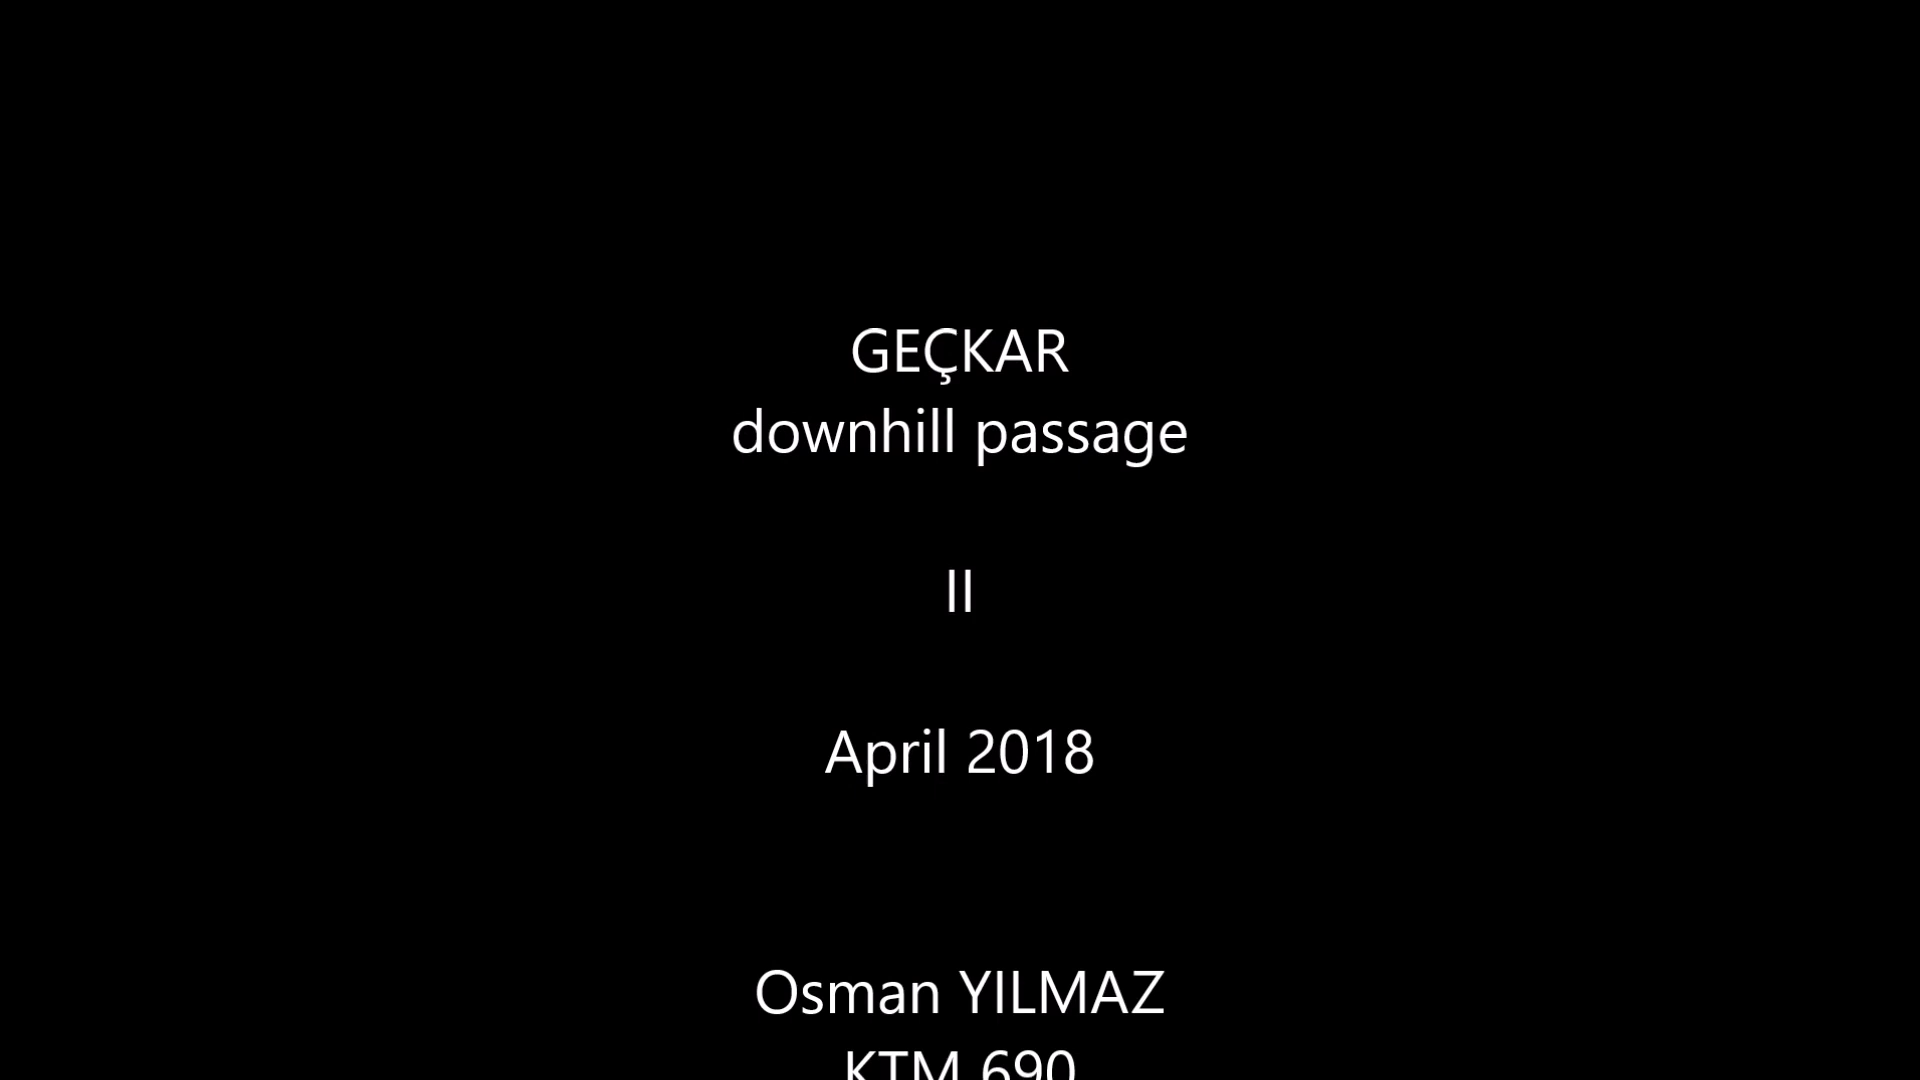 GEÇKAR
downhill passage
II
April 2018
Osman YILMAZ
KTM 690